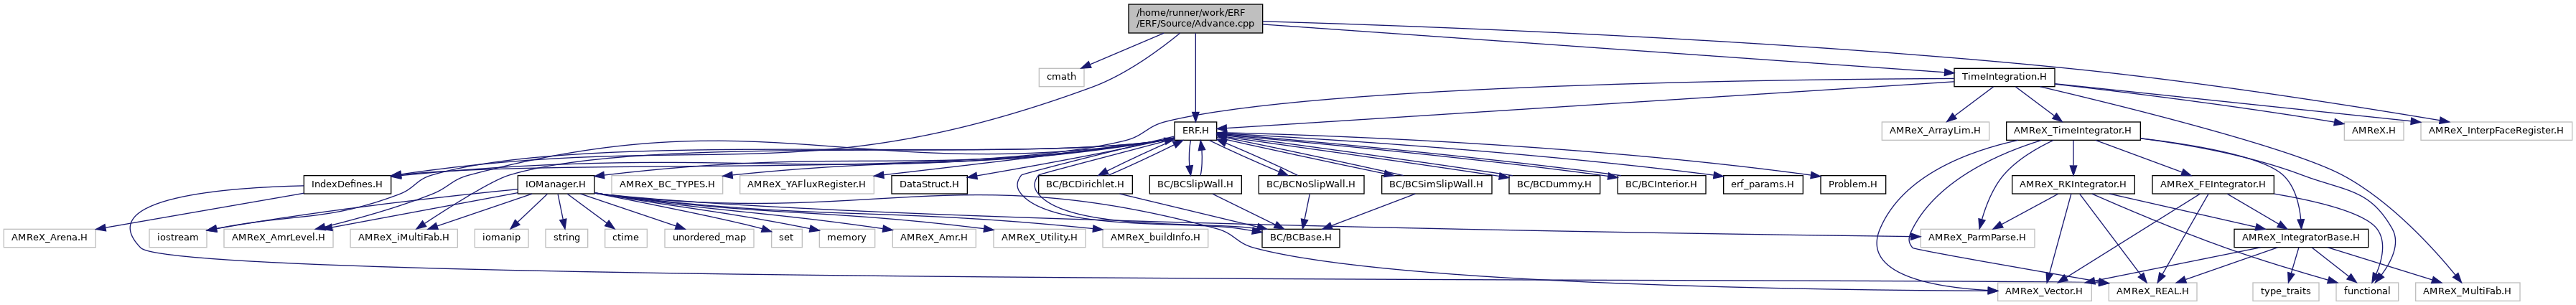 /home/runner/work/ERF
/ERF/Source/Advance.cpp
cmath
TimeIntegration.H
ERF.H
AMReX_ArrayLim.H
AMReX_TimeIntegrator.H
AMReX.H
AMReX_InterpFaceRegister.H
IndexDefines.H
IOManager.H
AMReX_BC_TYPES.H
AMReX_YAFluxRegister.H
DataStruct.H
BC/BCDirichlet.H
BC/BCSlipWall.H
BC/BCNoSlipWall.H
BC/BCSimSlipWall.H
BC/BCDummy.H
BC/BCInterior.H
erf_params.H
Problem.H
AMReX_RKIntegrator.H
AMReX_FEIntegrator.H
AMReX_Arena.H
iostream
AMReX_AmrLevel.H
AMReX_iMultiFab.H
iomanip
string
ctime
unordered_map
set
memory
AMReX_Amr.H
AMReX_Utility.H
AMReX_buildInfo.H
BC/BCBase.H
AMReX_ParmParse.H
AMReX_IntegratorBase.H
AMReX_Vector.H
AMReX_REAL.H
type_traits
functional
AMReX_MultiFab.H